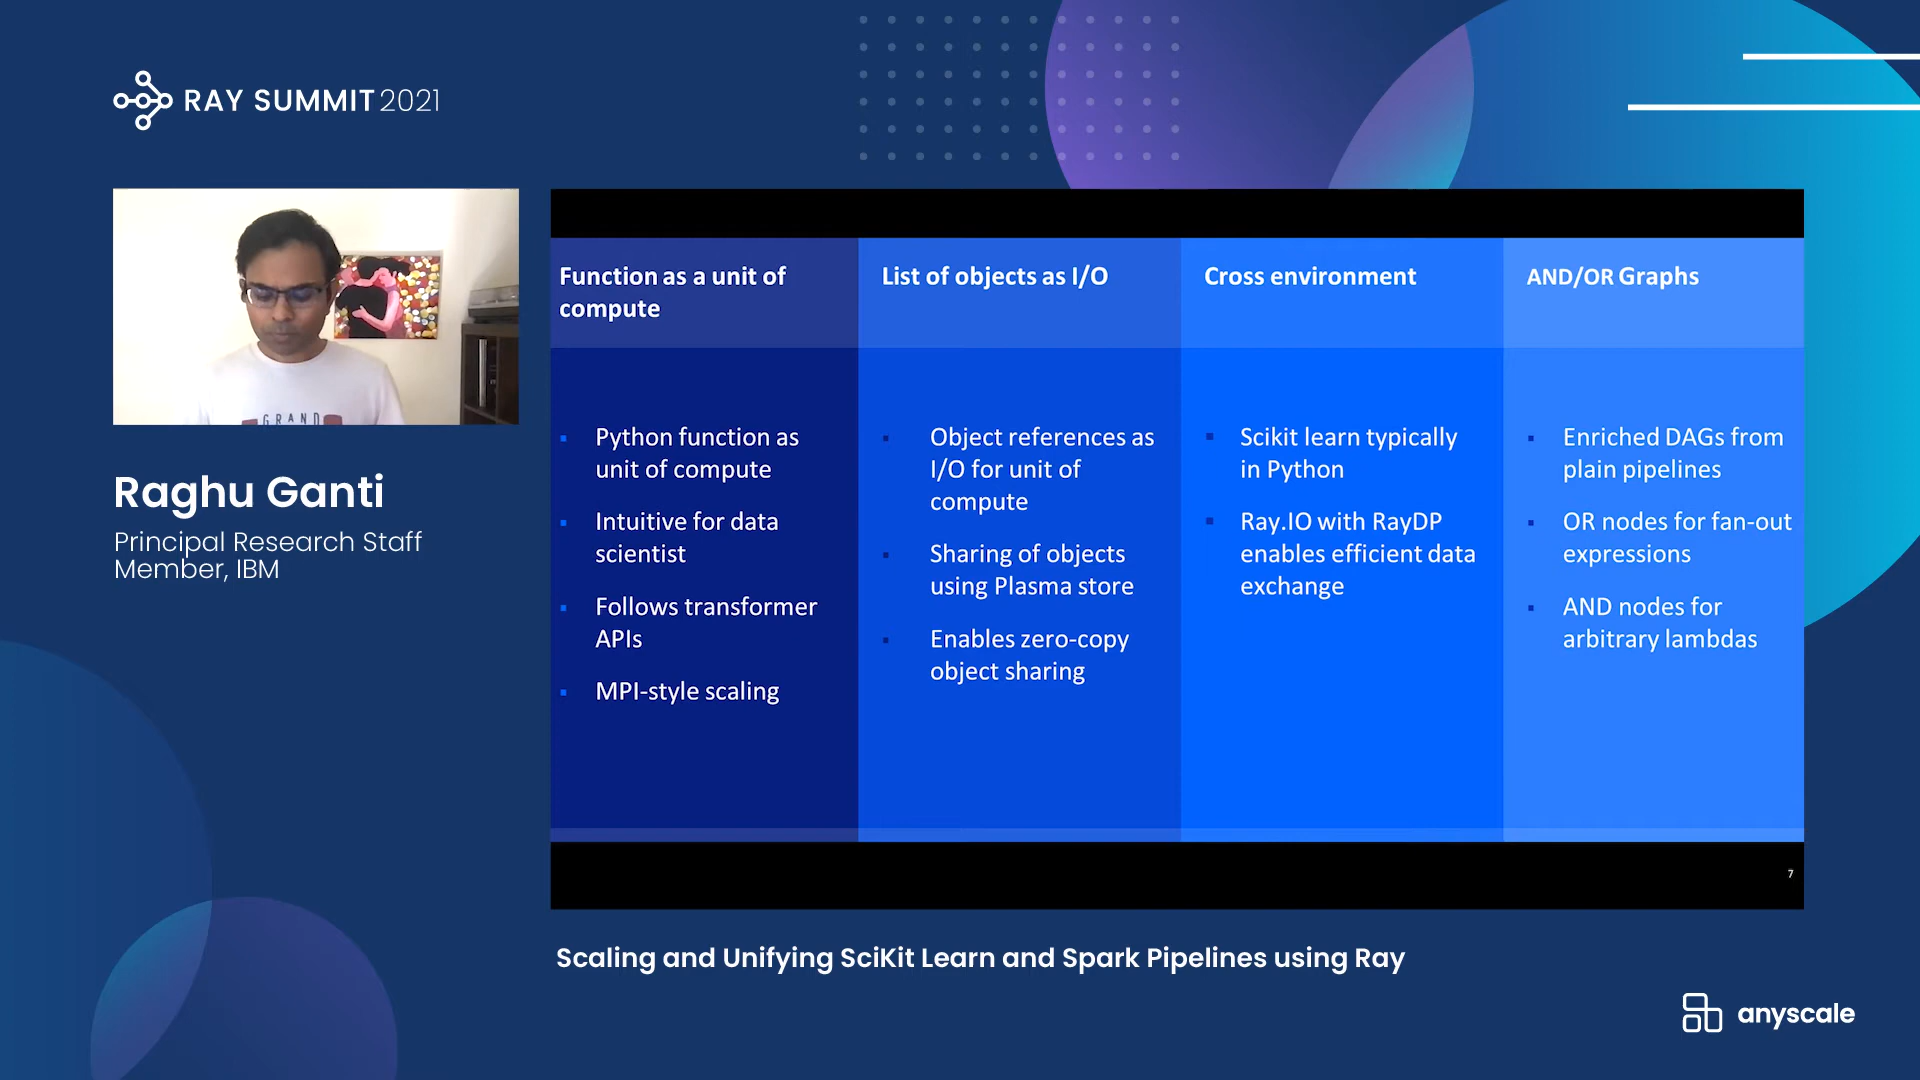 RAY SUMMIT 2021
GRAND
Raghu Ganti
Principal Research Staff
Member, IBM
Function as a unit of
compute
Python function as
unit of compute
Intuitive for data
scientist
Follows transformer
APIs
MPI-style scaling
List of objects as I/O
Object references as
I/O for unit of
compute
Sharing of objects
using Plasma store
Enables zero-copy
object sharing
Cross environment
Scikit learn typically
in Python
Ray.IO with RayDP
enables efficient data
exchange
AND/OR Graphs
Enriched DAGs from
plain pipelines
OR nodes for fan-out
expressions
AND nodes for
arbitrary lambdas
7
Scaling and Unifying SciKit Learn and Spark Pipelines using Ray
anyscale